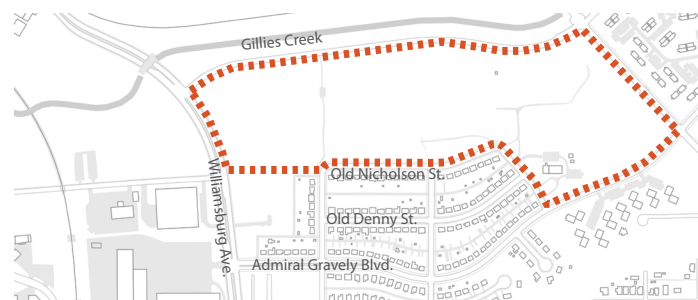 Gillies Creek
Williamsburg Ave.
Old Nicholson St.
Old Denny St.
Admiral Gravely Blvd.